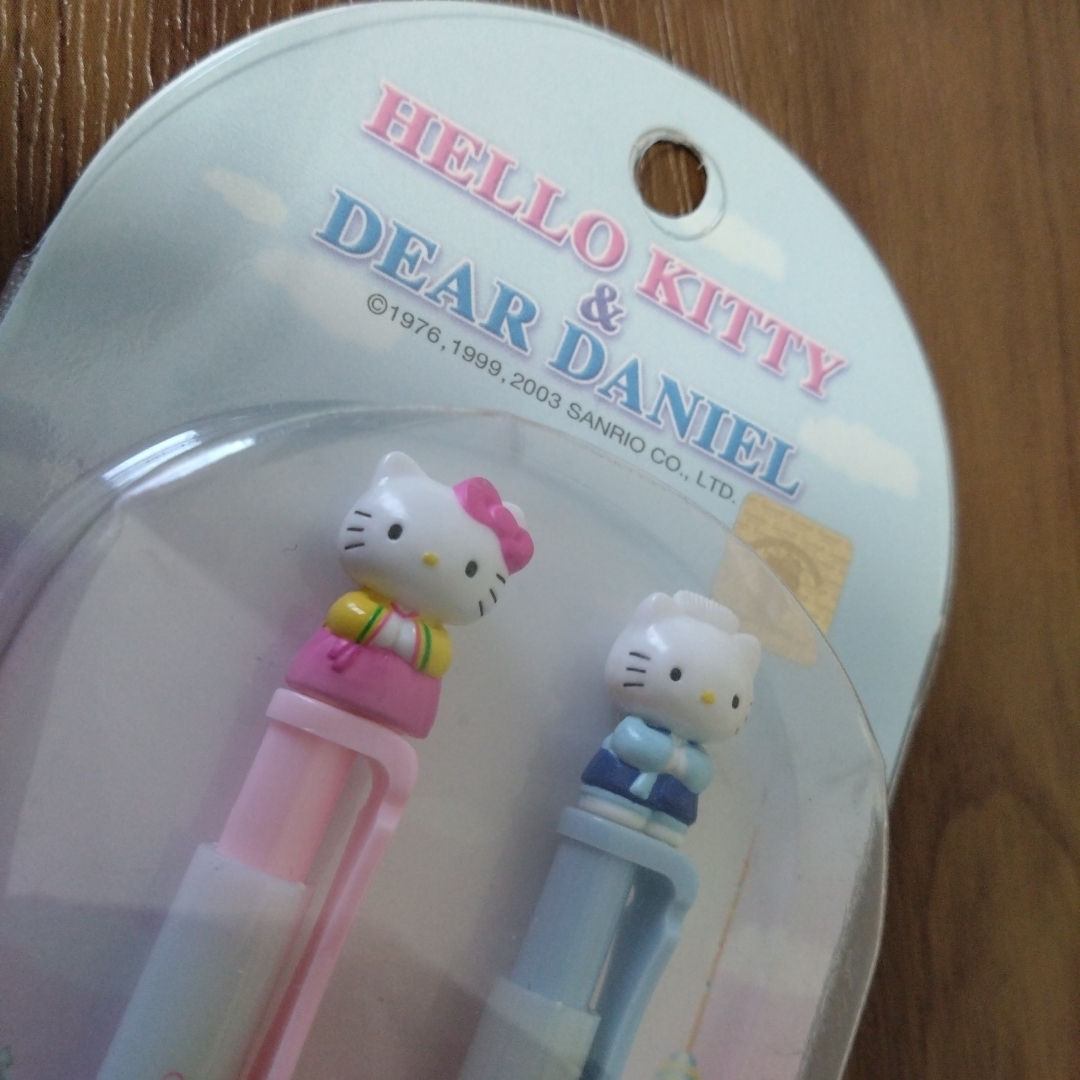 HELLO KITTY
&
DEAR DANIEL
©1976,1999,2003 SANRIO CO., LTD.